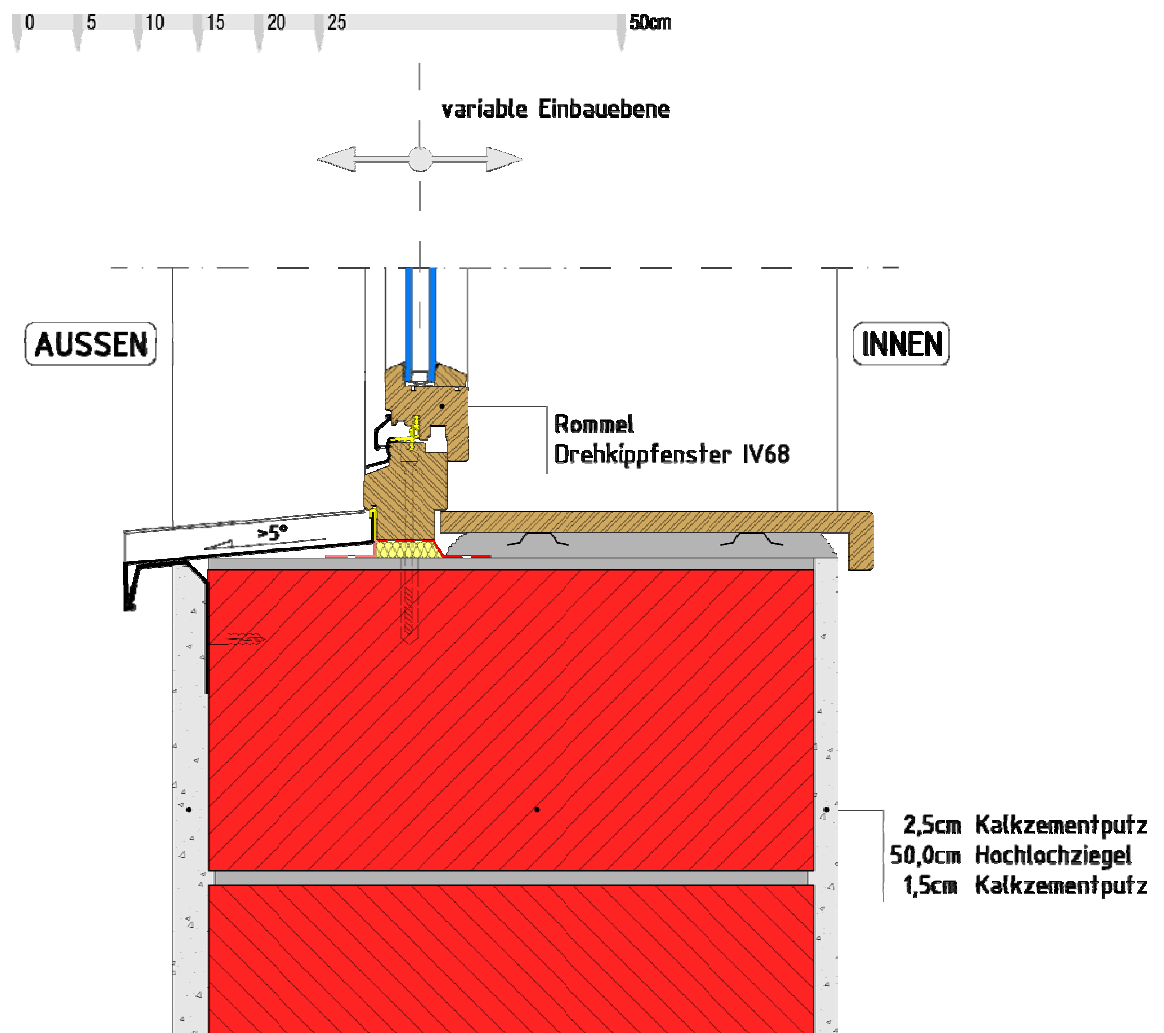 0 5 10 15 20 25 50cm
variable Einbauebene
AUSSEN
INNEN
Rommel
Drehkippfenster IV68
>5°
2,5cm Kalkzementputz
50,0cm Hochlochziegel
1,5cm Kalkzementputz